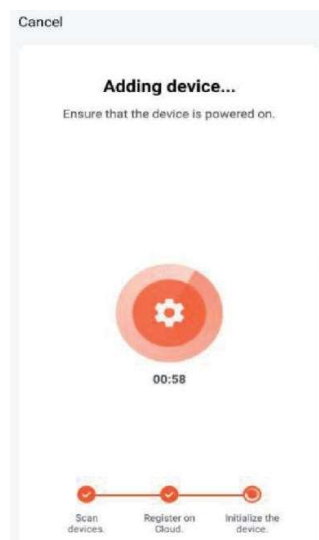 Cancel
Adding device...
Ensure that the device is powered on.
00:58
Scan
devices.
Register on
Cloud.
Initialize the
device.